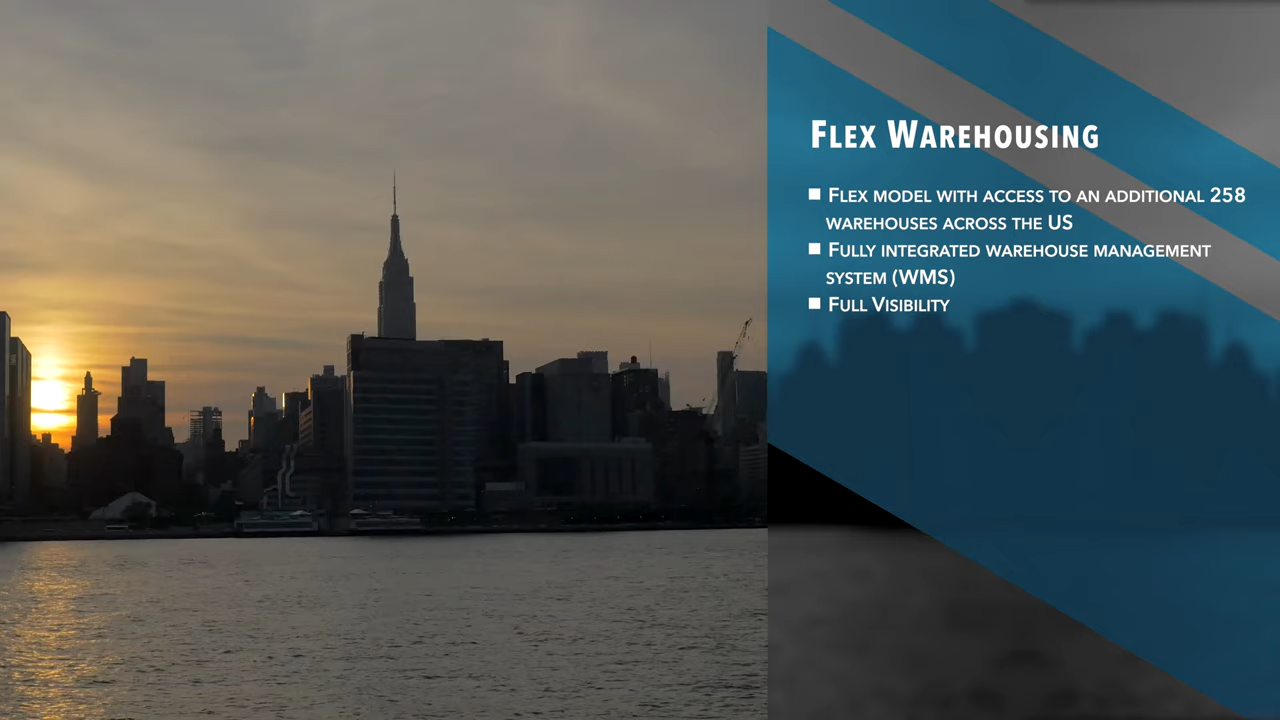 Flex Warehousing
■ Flex model with access to an additional 258
warehouses across the US
■ Fully integrated warehouse management
system (WMS)
■ Full Visibility